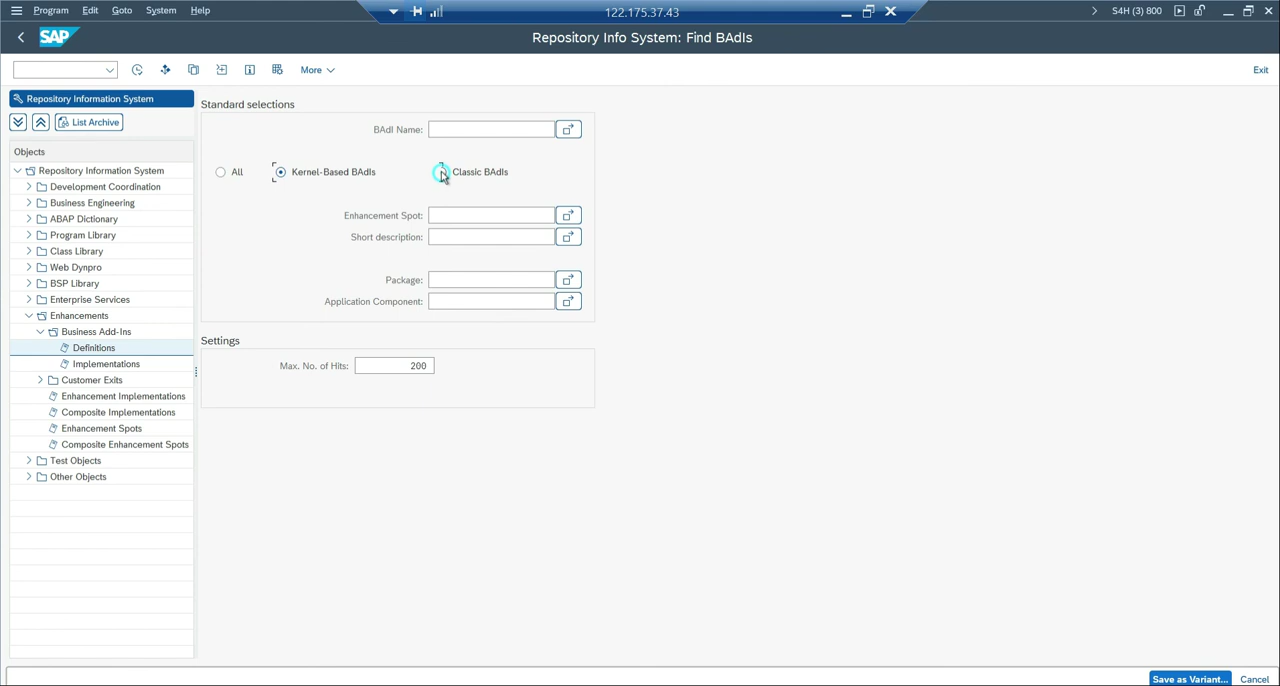 Program Edit Goto System Help
122.175.37.43
S4H (3) 800
SAP
Repository Info System: Find BAdIs
More
Exit
Repository Information System
List Archive
Objects
Repository Information System
Development Coordination
Business Engineering
ABAP Dictionary
Program Library
Class Library
Web Dynpro
BSP Library
Enterprise Services
Enhancements
Business Add-Ins
Definitions
Implementations
Customer Exits
Enhancement Implementations
Composite Implementations
Enhancement Spots
Composite Enhancement Spots
Test Objects
Other Objects
Standard selections
BAdI Name:
All Kernel-Based BAdIs Classic BAdIs
Enhancement Spot:
Short description:
Package:
Application Component:
Settings
Max. No. of Hits: 200
Save as Variant... Cancel